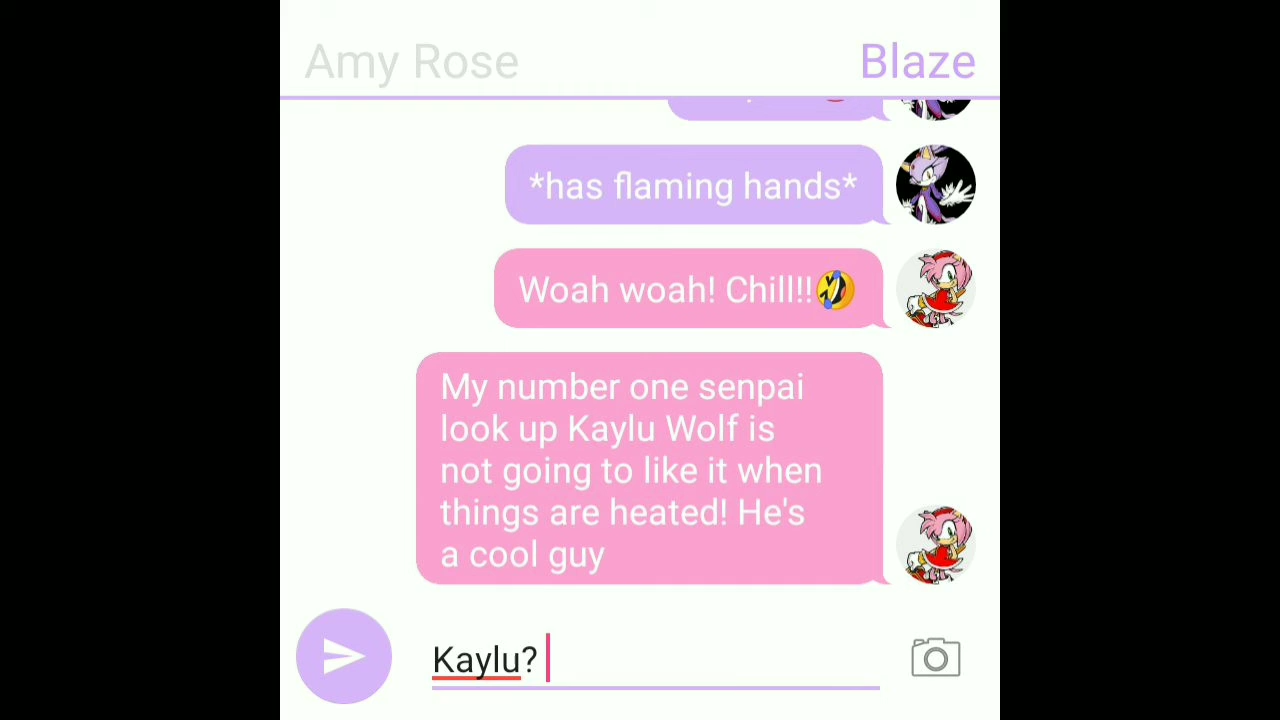 Amy Rose
Blaze
*has flaming hands*
Woah woah! Chill!!🤣
My number one senpai
look up Kaylu Wolf is
not going to like it when
things are heated! He's
a cool guy
Kaylu?